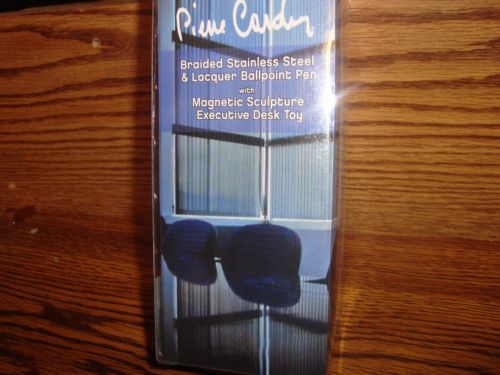 Pierre Cardin
Braided Stainless Steel
& Lacquer Ballpoint Pen
with
Magnetic Sculpture
Executive Desk Toy